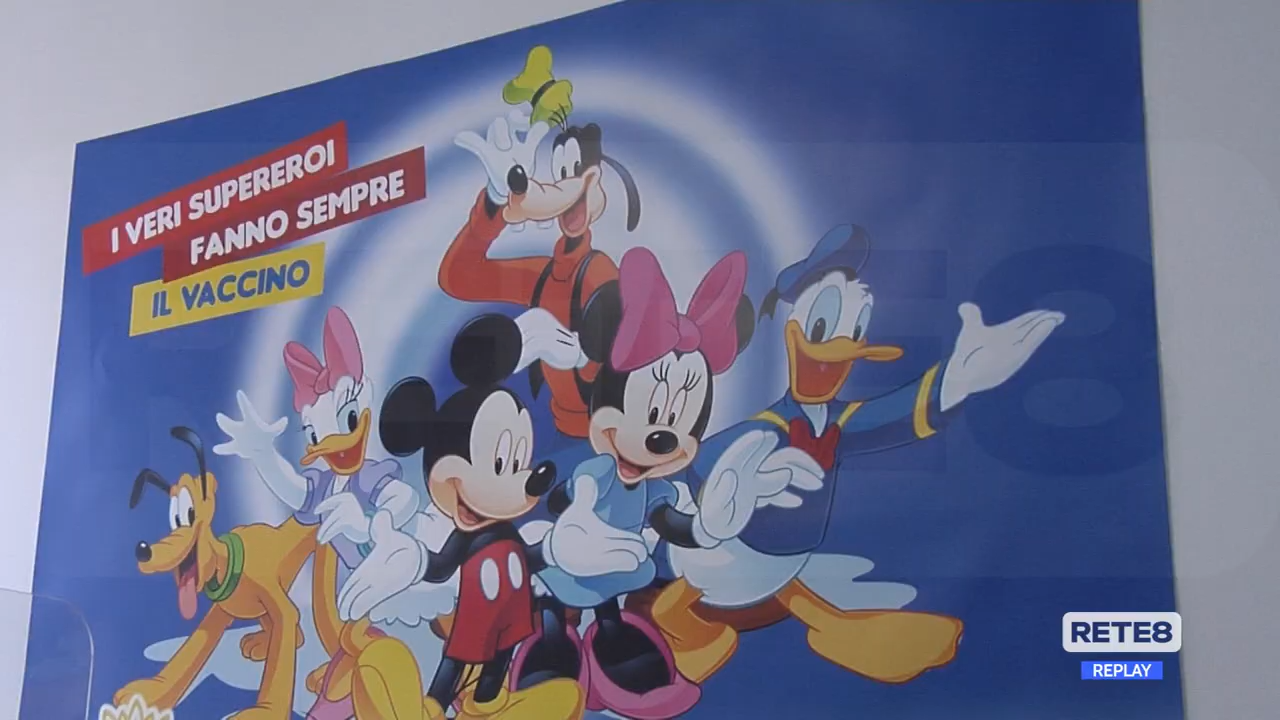 I VERI SUPEREROI
FANNO SEMPRE
IL VACCINO
RETE8
REPLAY